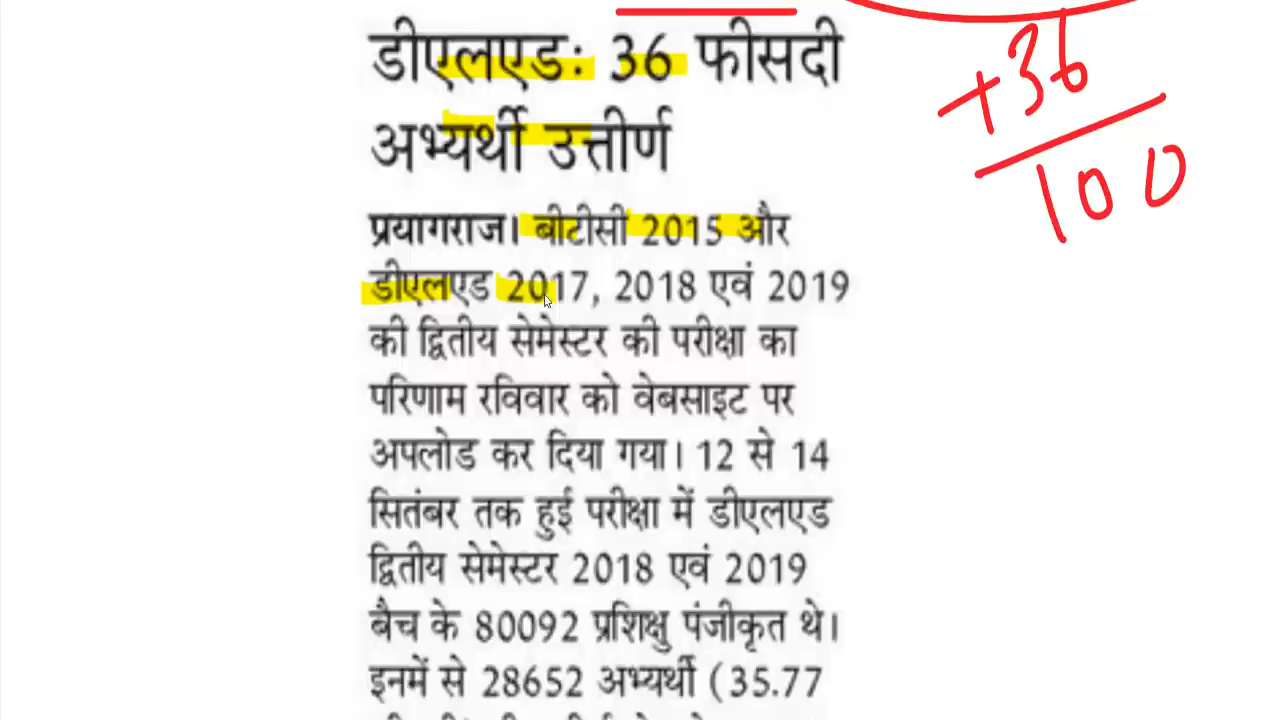 डीएलएड: 36 फीसदी
अभ्यर्थी उत्तीर्ण
प्रयागराज। बीटीसी 2015 और
डीएलएड 2017, 2018 एवं 2019
की द्वितीय सेमेस्टर की परीक्षा का
परिणाम रविवार को वेबसाइट पर
अपलोड कर दिया गया। 12 से 14
सितंबर तक हुई परीक्षा में डीएलएड
द्वितीय सेमेस्टर 2018 एवं 2019
बैच के 80092 प्रशिक्षु पंजीकृत थे।
इनमें से 28652 अभ्यर्थी (35.77
+36
100